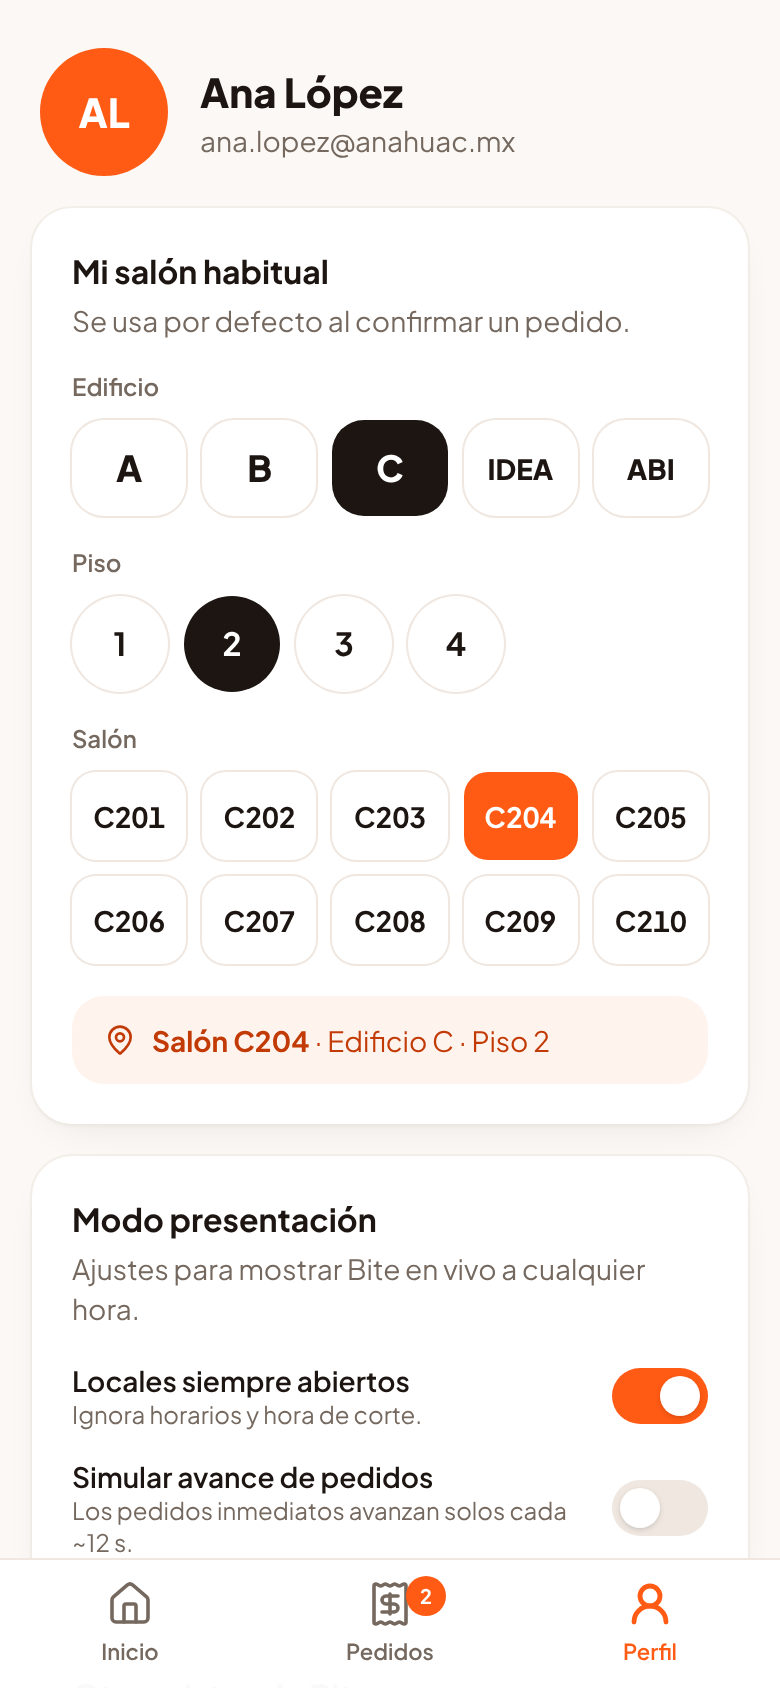 AL
Ana López
ana.lopez@anahuac.mx
Mi salón habitual
Se usa por defecto al confirmar un pedido.
Edificio
A
B
C
IDEA
ABI
Piso
1
2
3
4
Salón
C201
C202
C203
C204
C205
C206
C207
C208
C209
C210
Salón C204 · Edificio C · Piso 2
Modo presentación
Ajustes para mostrar Bite en vivo a cualquier
hora.
Locales siempre abiertos
Ignora horarios y hora de corte.
Simular avance de pedidos
Los pedidos inmediatos avanzan solos cada
~12 s.
2
Inicio
Pedidos
Perfil